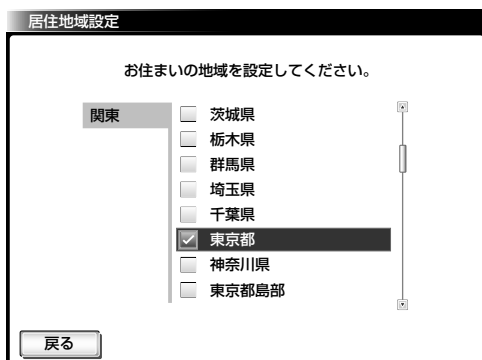 居住地域設定
お住まいの地域を設定してください。
関東
茨城県
栃木県
群馬県
埼玉県
千葉県
東京都
神奈川県
東京都島部
戻る